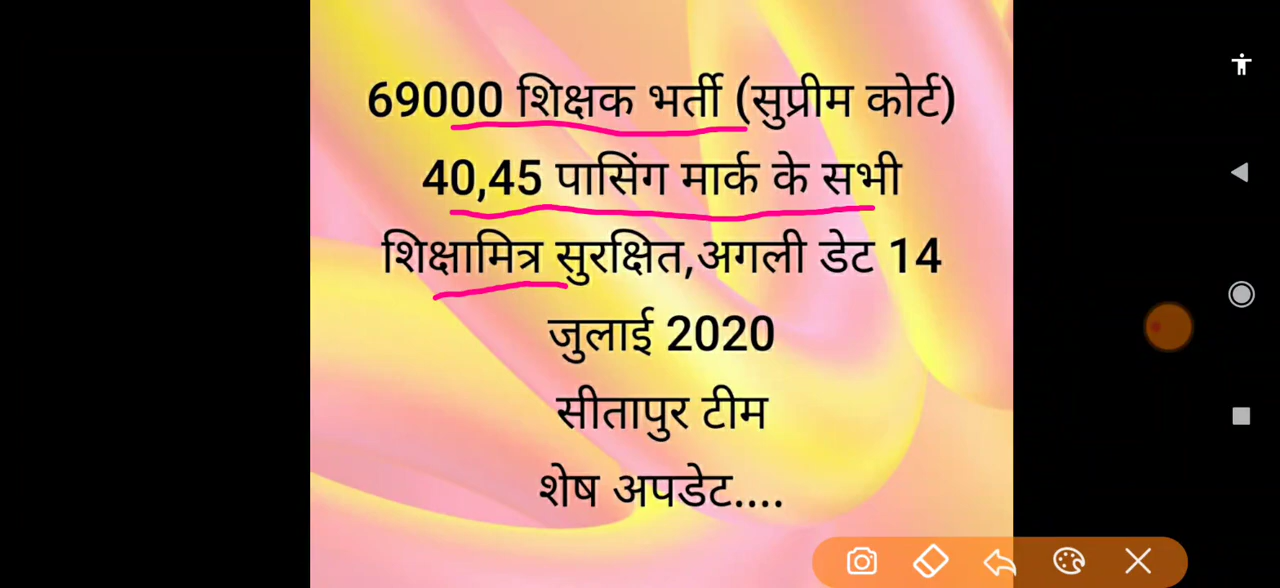 69000 शिक्षक भर्ती (सुप्रीम कोर्ट)
40,45 पासिंग मार्क के सभी
शिक्षामित्र सुरक्षित,अगली डेट 14
जुलाई 2020
सीतापुर टीम
शेष अपडेट....